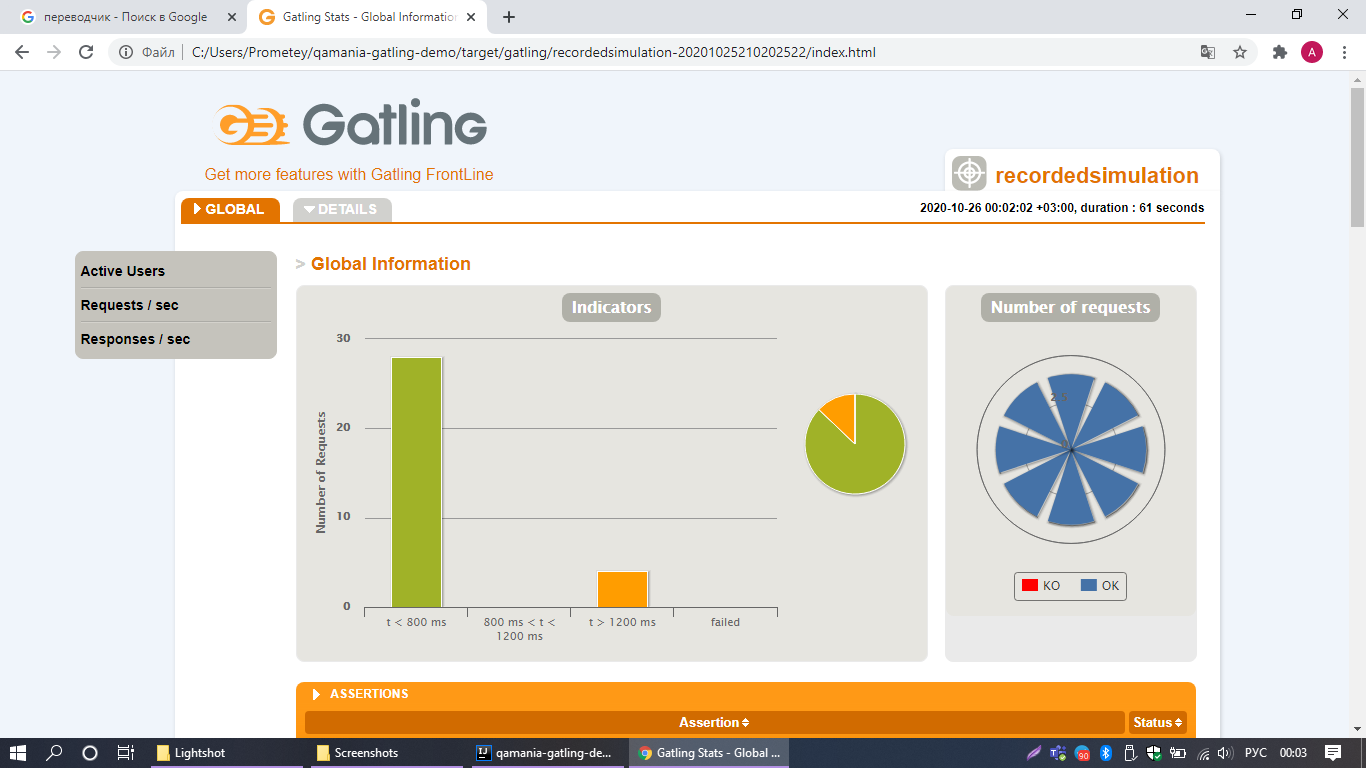 переводчик - Поиск в Google
Gatling Stats - Global Information
Файл
C:/Users/Prometey/qamania-gatling-demo/target/gatling/recordedsimulation-20201025210202522/index.html
A
Gatling
Get more features with Gatling FrontLine
recordedsimulation
GLOBAL
DETAILS
2020-10-26 00:02:02 +03:00, duration : 61 seconds
Active Users
Requests / sec
Responses / sec
> Global Information
Indicators
Number of Requests
30
20
10
0
t < 800 ms
800 ms < t <
1200 ms
t > 1200 ms
failed
Number of requests
KO
OK
ASSERTIONS
Assertion
Status
Lightshot
Screenshots
qamania-gatling-de...
Gatling Stats - Global ...
90
РУС
00:03